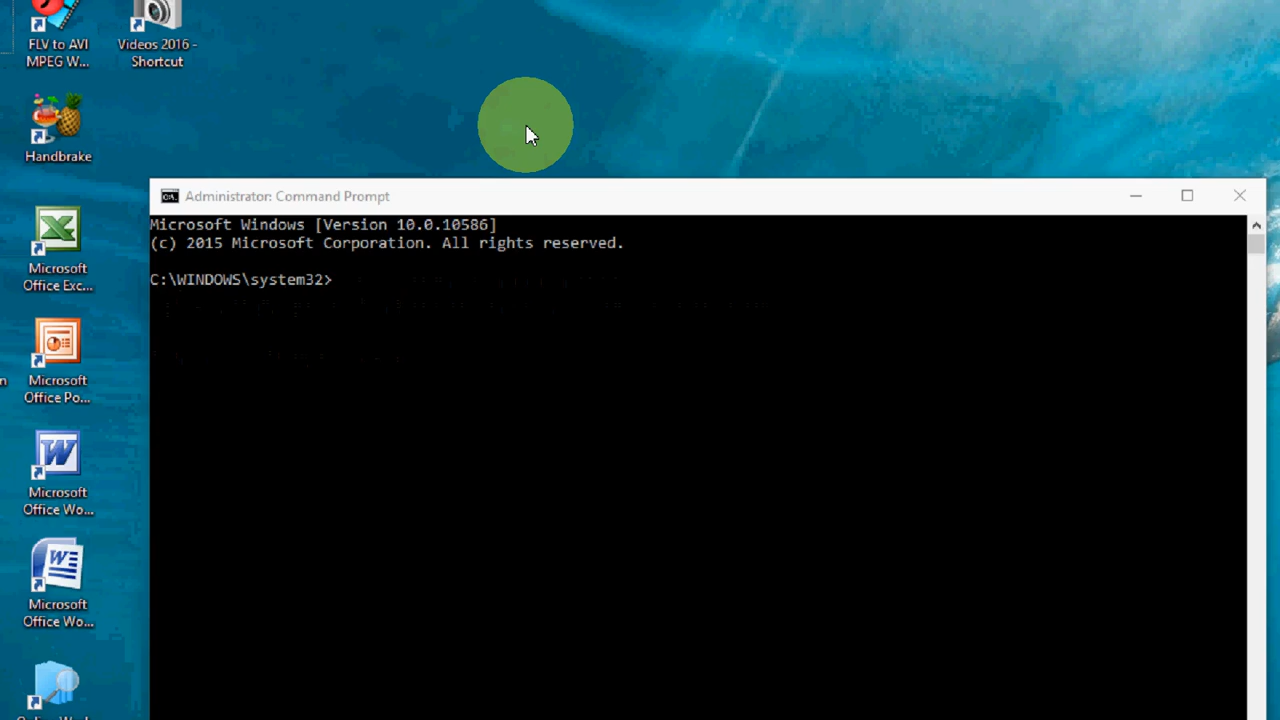 FLV to AVI
MPEG W...
Videos 2016 -
Shortcut
Handbrake
Microsoft
Office Exc...
Microsoft
Office Po...
Microsoft
Office Wo...
Microsoft
Office Wo...
Administrator: Command Prompt
Microsoft Windows [Version 10.0.10586]
(c) 2015 Microsoft Corporation. All rights reserved.
C:\WINDOWS\system32>